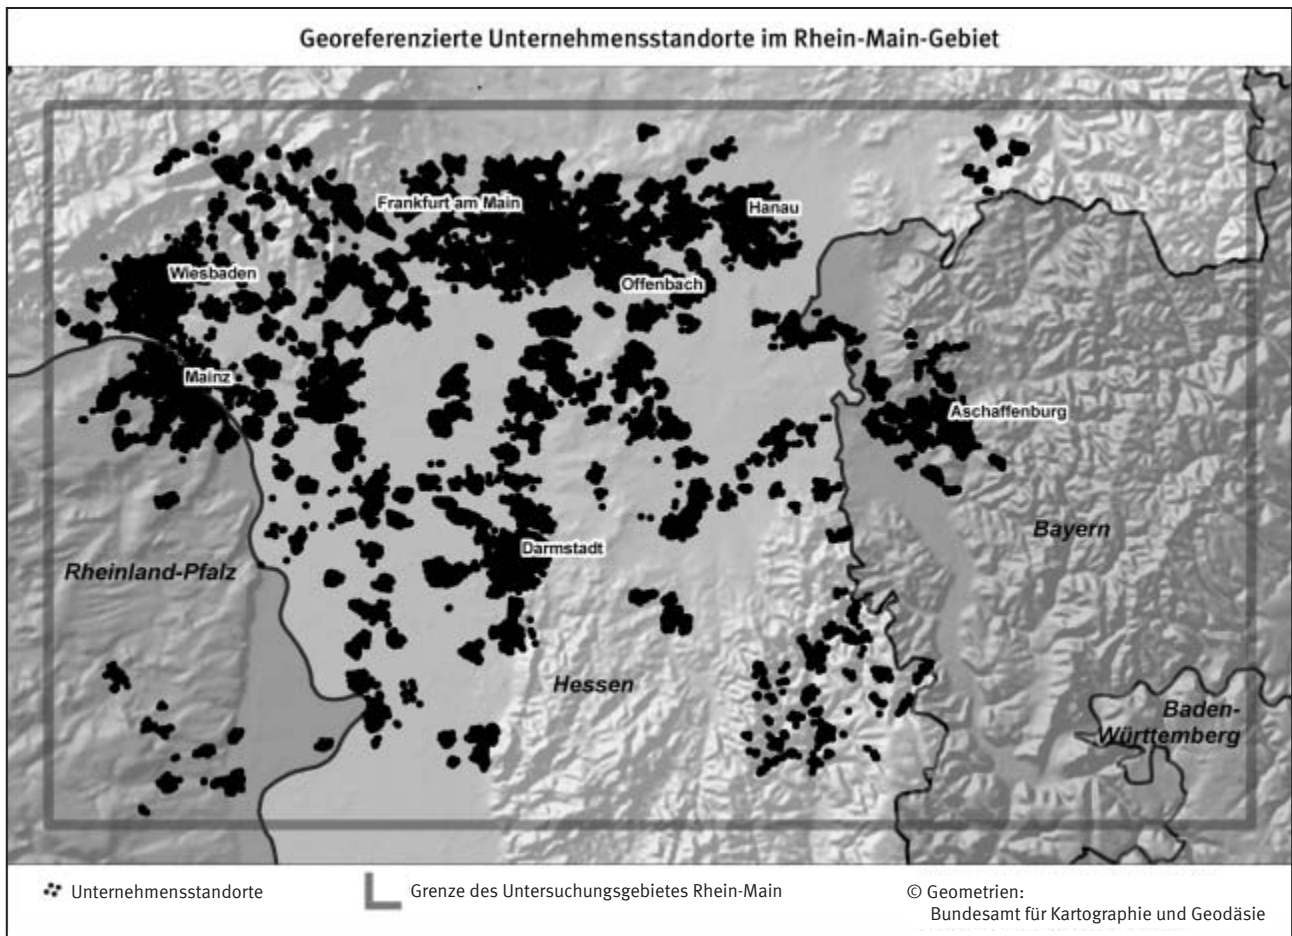 Georeferenzierte Unternehmensstandorte im Rhein-Main-Gebiet
Frankfurt am Main
Hanau
Wiesbaden
Offenbach
Mainz
Aschaffenburg
Bayern
Darmstadt
Rheinland-Pfalz
Hessen
Baden-
Württemberg
Unternehmensstandorte
Grenze des Untersuchungsgebietes Rhein-Main
© Geometrien:
Bundesamt für Kartographie und Geodäsie